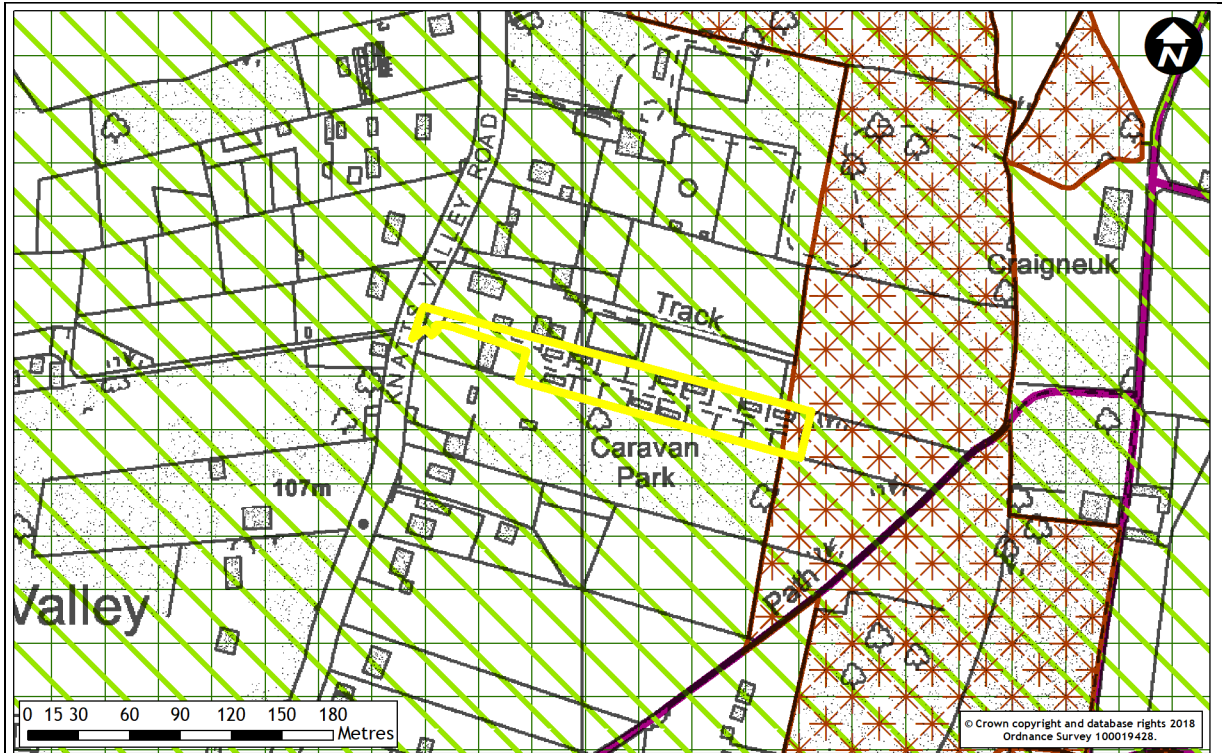 N
KNATTS VALLEY ROAD
Craigneuk
Track
Caravan
Park
107m
Path
Valley
0 15 30 60 90 120 150 180
Metres
© Crown copyright and database rights 2018
Ordnance Survey 100019428.